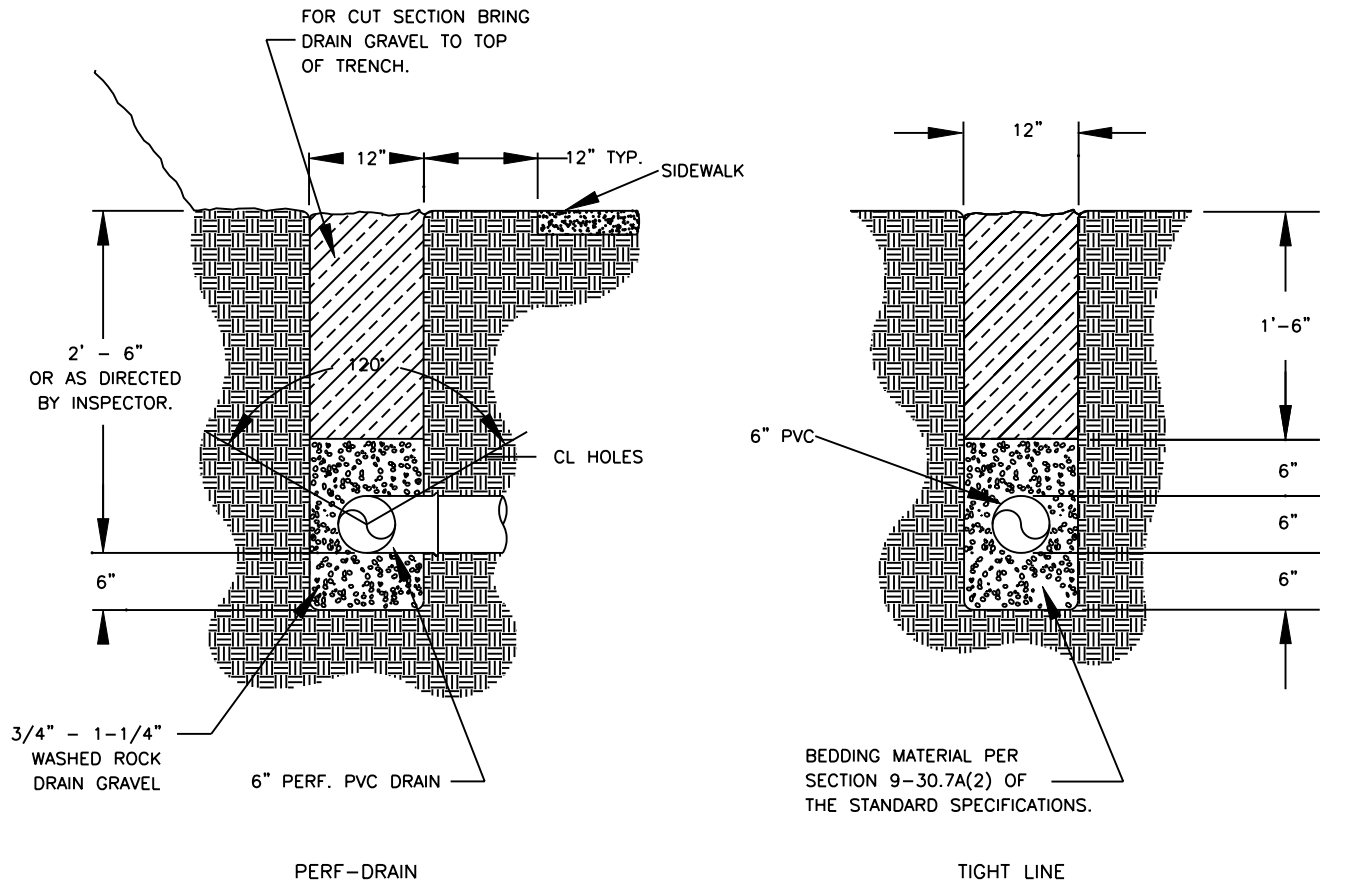 FOR CUT SECTION BRING
DRAIN GRAVEL TO TOP
OF TRENCH.
12"
12" TYP.
SIDEWALK
2' - 6"
OR AS DIRECTED
BY INSPECTOR.
120°
CL HOLES
6"
3/4" - 1-1/4"
WASHED ROCK
DRAIN GRAVEL
6" PERF. PVC DRAIN
PERF-DRAIN
12"
1'-6"
6" PVC
6"
6"
6"
BEDDING MATERIAL PER
SECTION 9-30.7A(2) OF
THE STANDARD SPECIFICATIONS.
TIGHT LINE